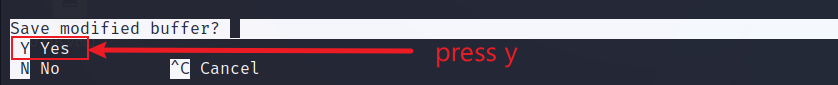 Save modified buffer?
Y Yes
press y
N No
^C Cancel